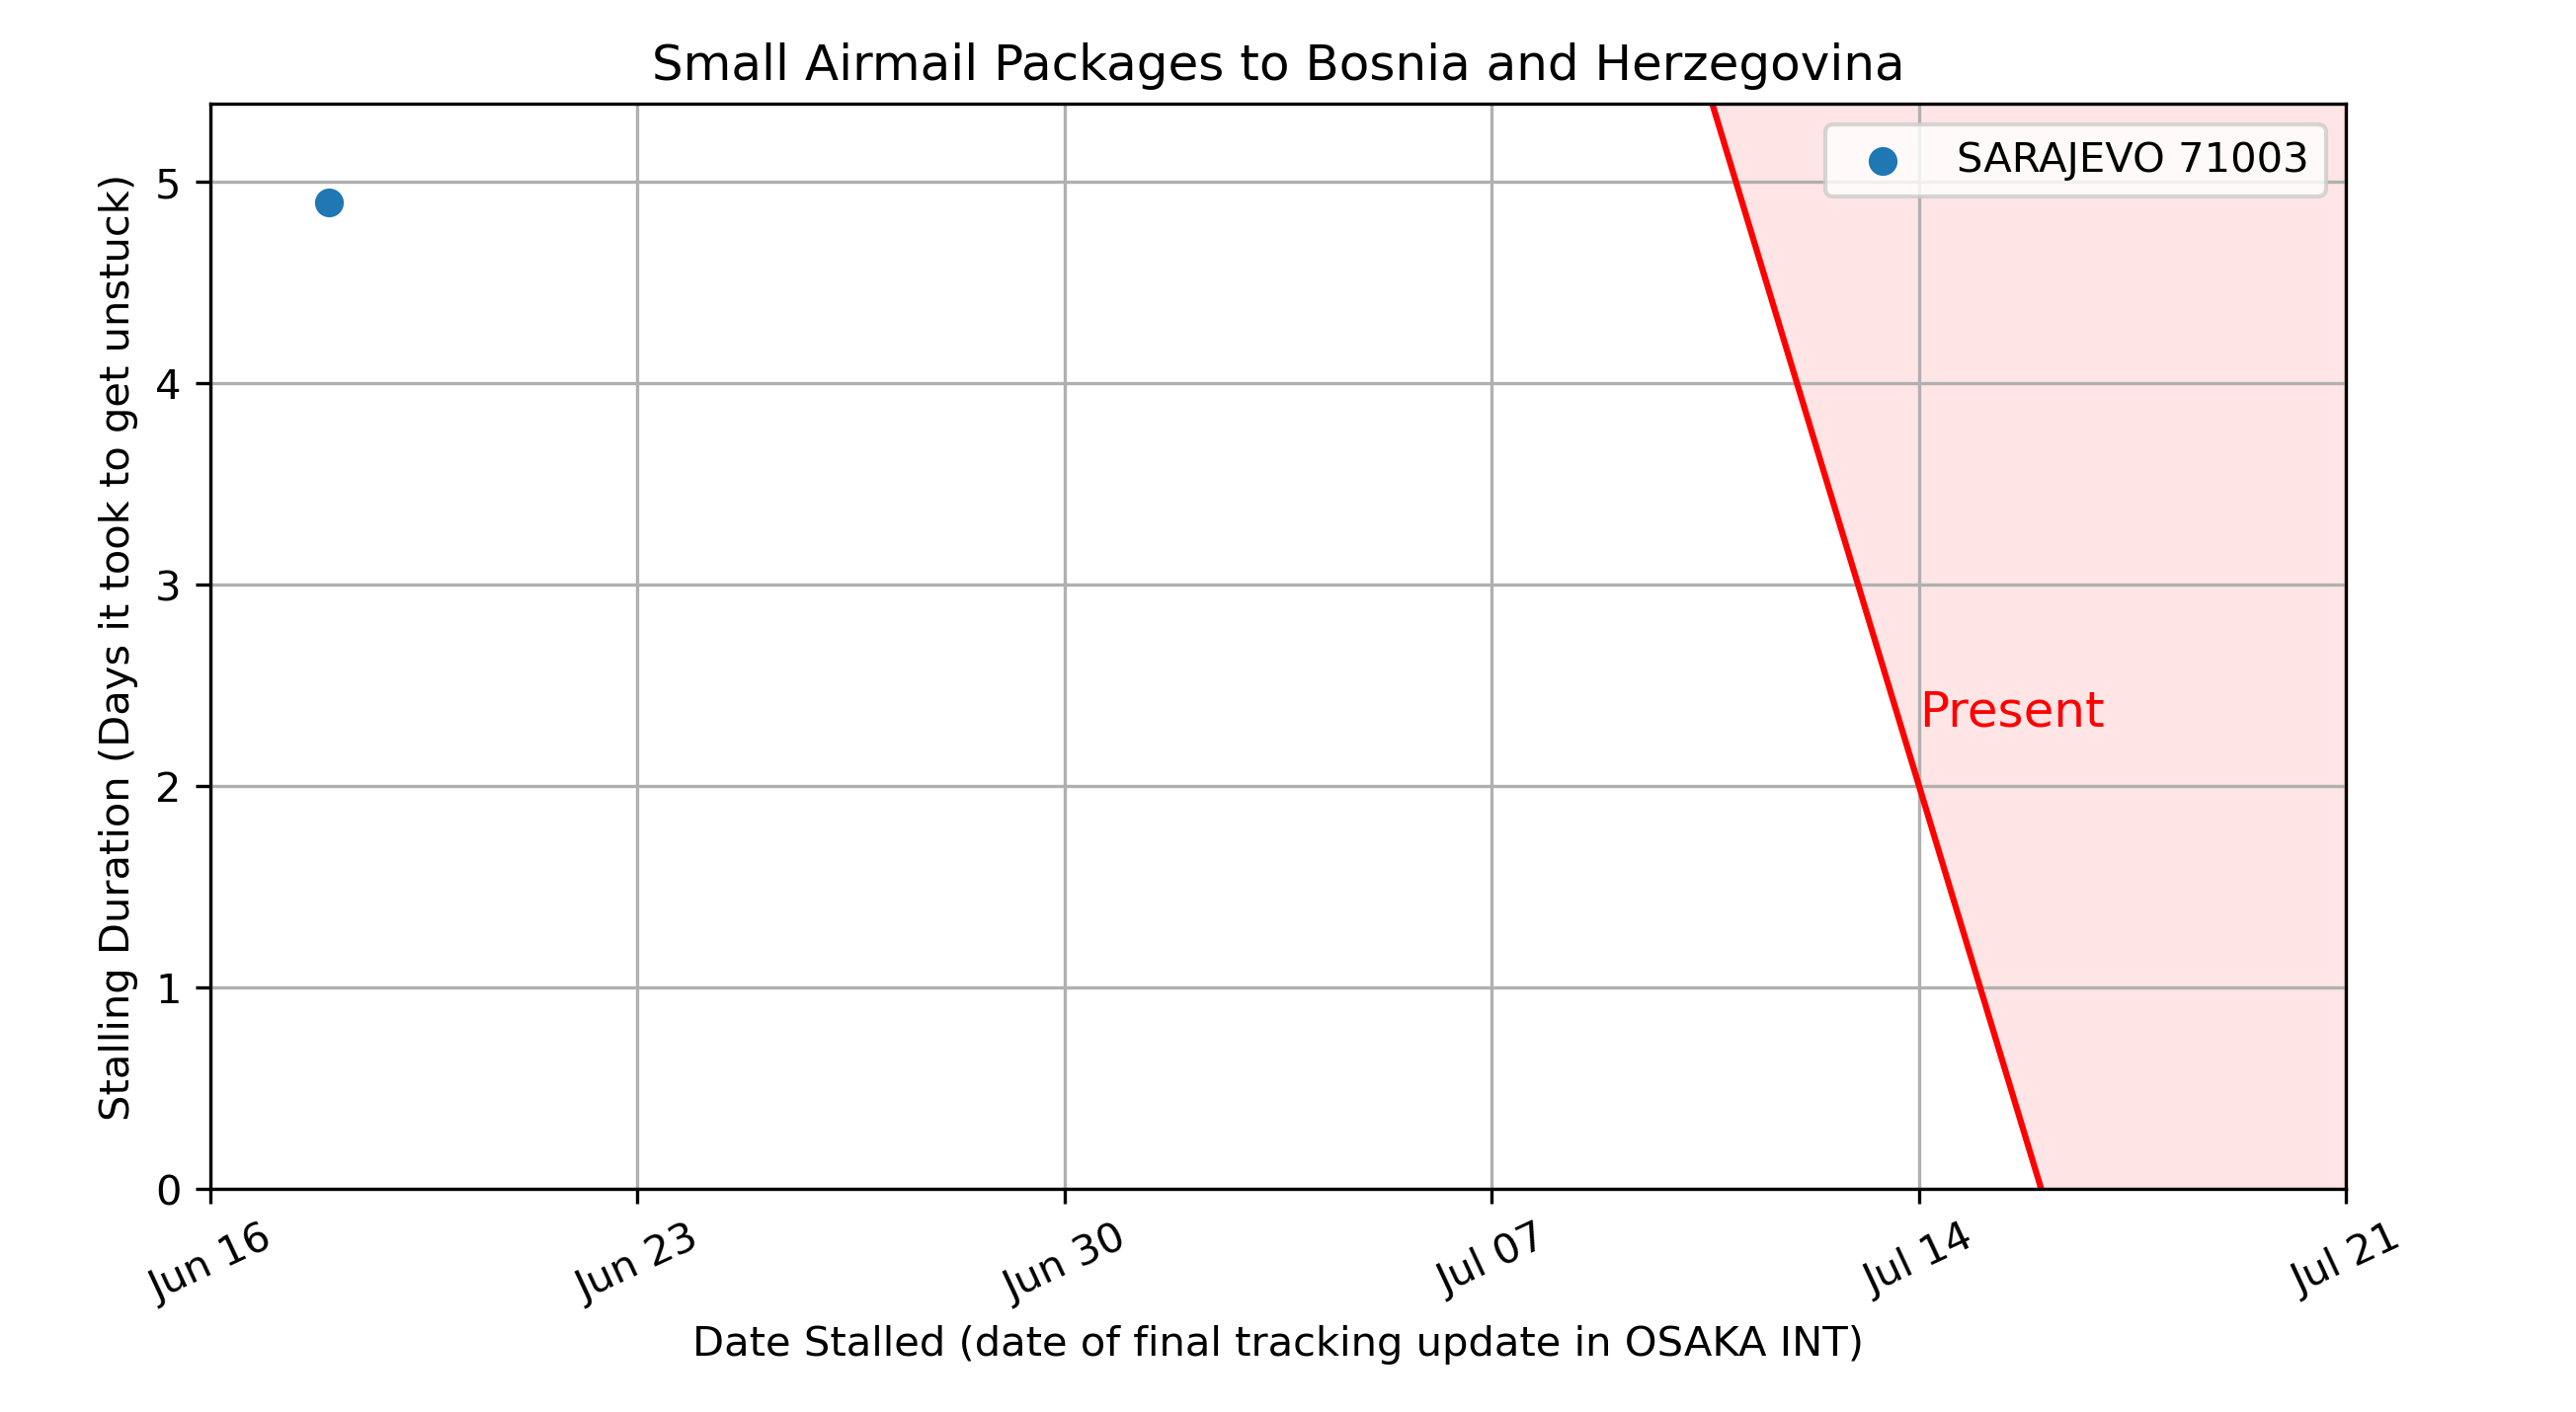 Small Airmail Packages to Bosnia and Herzegovina
SARAJEVO 71003
Stalling Duration (Days it took to get unstuck)
5
4
3
2
1
0
Present
Jun 16
Jun 23
Jun 30
Jul 07
Jul 14
Jul 21
Date Stalled (date of final tracking update in OSAKA INT)